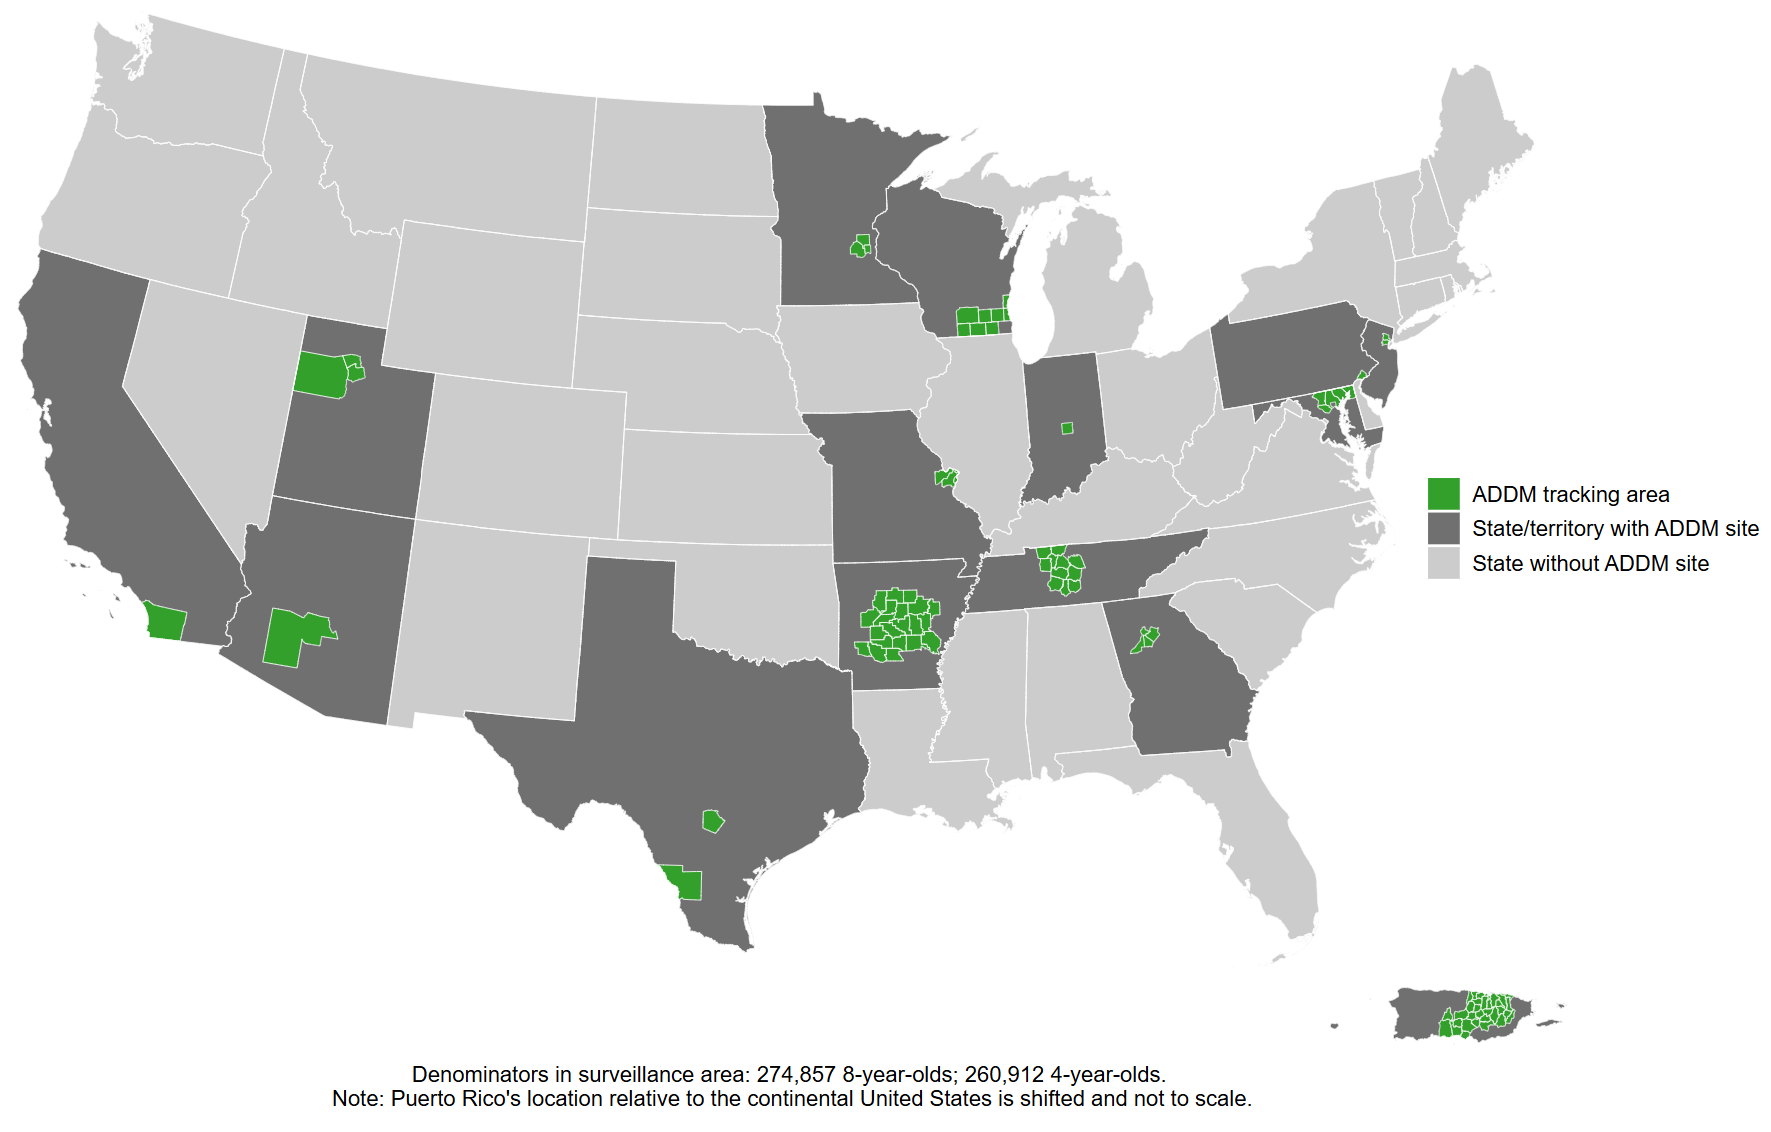 ADDM tracking area
State/territory with ADDM site
State without ADDM site
Denominators in surveillance area: 274,857 8-year-olds; 260,912 4-year-olds.
Note: Puerto Rico's location relative to the continental United States is shifted and not to scale.